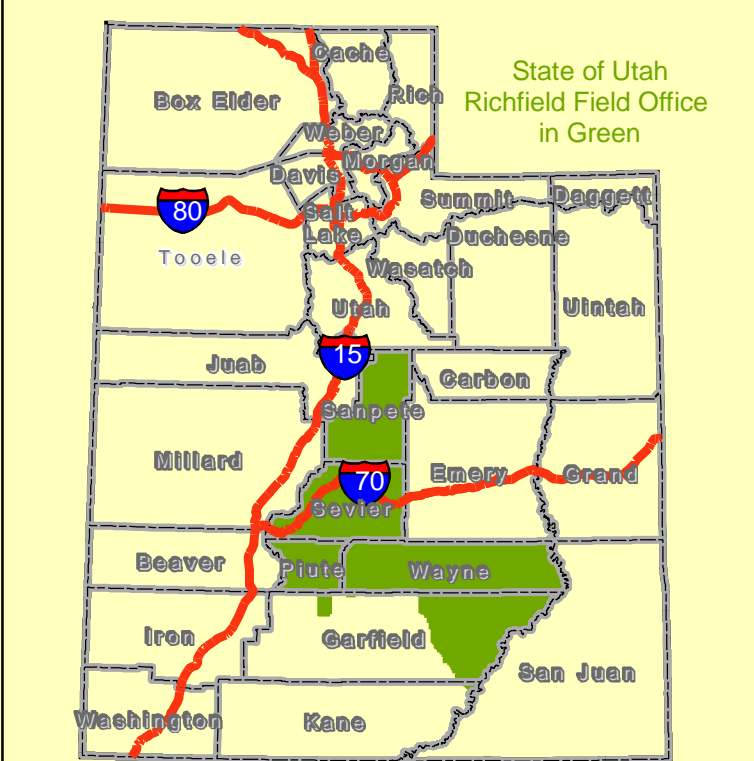 State of Utah
Richfield Field Office
in Green
Cache
Rich
Box Elder
Weber
Morgan
Davis
Summit
Daggett
80
Salt
Lake
Duchesne
Tooele
Wasatch
Utah
Uintah
15
Juab
Carbon
Sanpete
Millard
Emery
Grand
70
Sevier
Beaver
Piute
Wayne
Iron
Garfield
San Juan
Washington
Kane